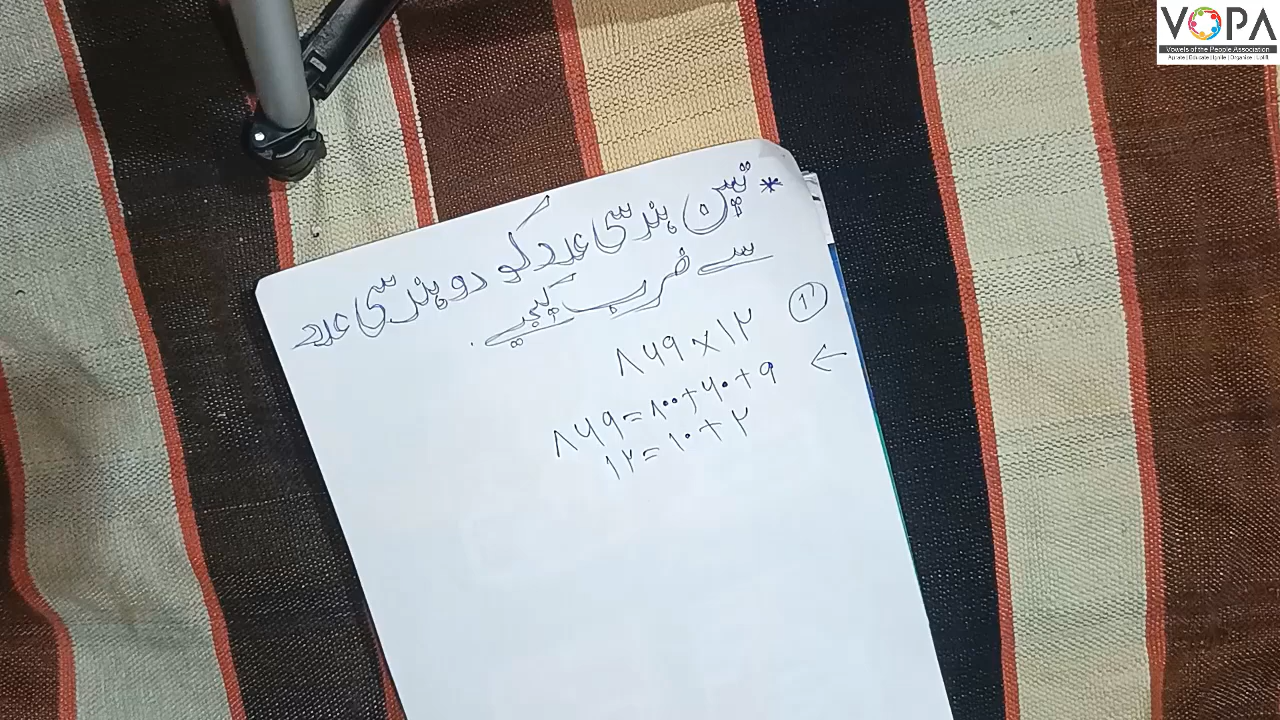 VOPA
Vowels of the People Association
* تین ہندسی عدد کو دو ہندسی عدد
سے ضرب کیجیے۔
۸۶۹ × ۱۲
۸۶۹ = ۸۰۰ + ۶۰ + ۹
۱۲ = ۱۰ + ۲